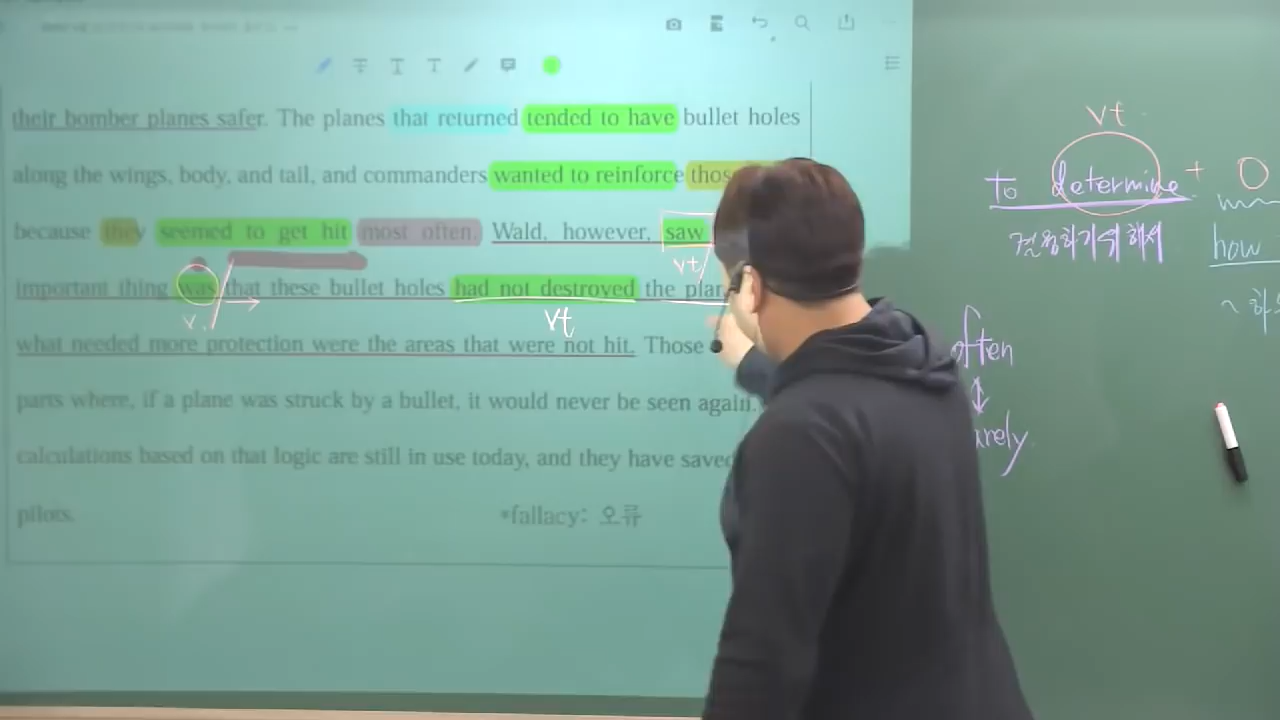 their bomber planes safer. The planes that returned tended to have bullet holes
along the wings, body, and tail, and commanders wanted to reinforce
because they seemed to get hit most often. Wald, however, saw
vt
important thing was that these bullet holes had not destroyed the
v.
vt
what needed more protection were the areas that were not hit. Those
parts where, if a plane was struck by a bullet, it would never be seen again.
calculations based on that logic are still in use today, and they have saved
pilots.
*fallacy: 오류
vt
To determine + O
결정하기위해서
how
often
↕